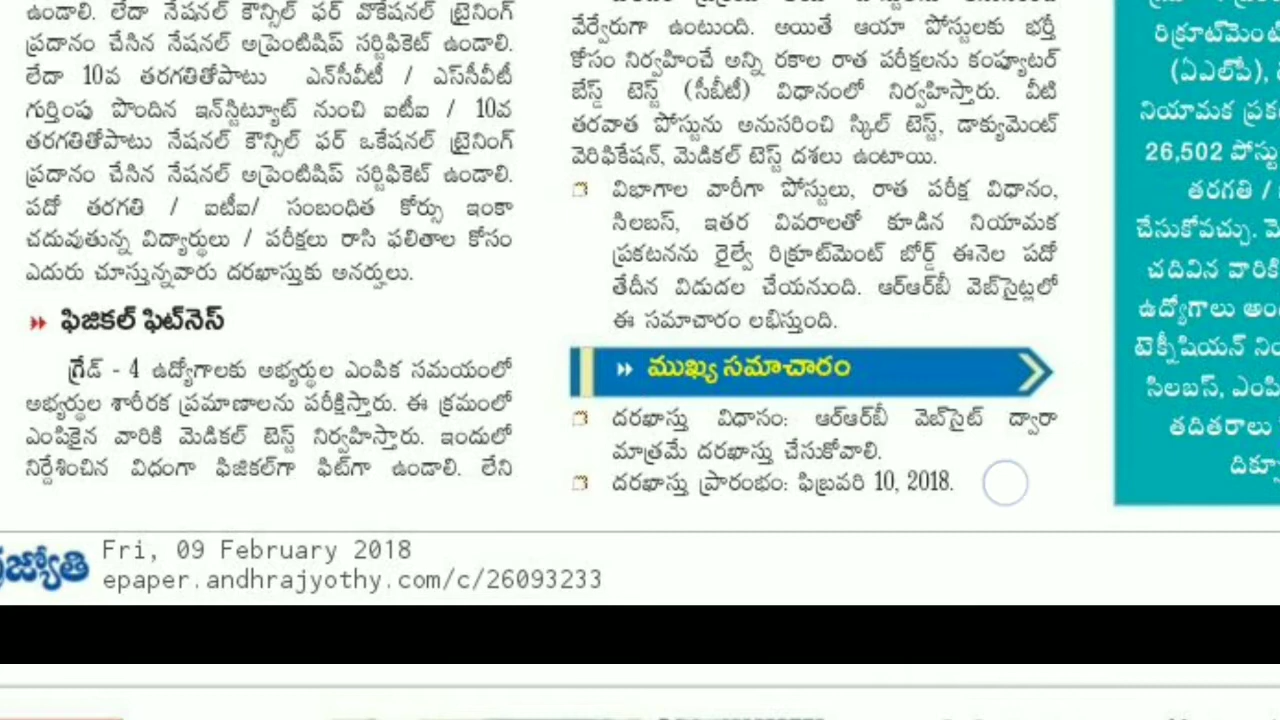 ఉండాలి. లేదా నేషనల్ కౌన్సిల్ ఫర్ వొకేషనల్ ట్రైనింగ్
ప్రదానం చేసిన నేషనల్ అప్రెంటిషిప్ సర్టిఫికెట్ ఉండాలి.
లేదా 10వ తరగతితోపాటు ఎన్‌సీవీటీ / ఎస్‌సీవీటీ
గుర్తింపు పొందిన ఇన్‌స్టిట్యూట్ నుంచి ఐటీఐ / 10వ
తరగతితోపాటు నేషనల్ కౌన్సిల్ ఫర్ ఒకేషనల్ ట్రైనింగ్
ప్రదానం చేసిన నేషనల్ అప్రెంటిషిప్ సర్టిఫికెట్ ఉండాలి.
పదో తరగతి / ఐటీఐ/ సంబంధిత కోర్సు ఇంకా
చదువుతున్న విద్యార్థులు / పరీక్షలు రాసి ఫలితాల కోసం
ఎదురు చూస్తున్నవారు దరఖాస్తుకు అనర్హులు.
ఫిజికల్ ఫిట్‌నెస్
గ్రేడ్ - 4 ఉద్యోగాలకు అభ్యర్థుల ఎంపిక సమయంలో
అభ్యర్థుల శారీరక ప్రమాణాలను పరీక్షిస్తారు. ఈ క్రమంలో
ఎంపికైన వారికి మెడికల్ టెస్ట్ నిర్వహిస్తారు. ఇందులో
నిర్దేశించిన విధంగా ఫిజికల్‌గా ఫిట్‌గా ఉండాలి. లేని
వేర్వేరుగా ఉంటుంది. అయితే ఆయా పోస్టులకు భర్తీ
కోసం నిర్వహించే అన్ని రకాల రాత పరీక్షలను కంప్యూటర్
బేస్డ్ టెస్ట్ (సీబీటీ) విధానంలో నిర్వహిస్తారు. వీటి
తరవాత పోస్టును అనుసరించి స్కిల్ టెస్ట్, డాక్యుమెంట్
వెరిఫికేషన్, మెడికల్ టెస్ట్ దశలు ఉంటాయి.
విభాగాల వారీగా పోస్టులు, రాత పరీక్ష విధానం,
సిలబస్, ఇతర వివరాలతో కూడిన నియామక
ప్రకటనను రైల్వే రిక్రూట్‌మెంట్ బోర్డ్ ఈనెల పదో
తేదీన విడుదల చేయనుంది. ఆర్‌ఆర్‌బీ వెబ్‌సైట్లలో
ఈ సమాచారం లభిస్తుంది.
ముఖ్య సమాచారం
దరఖాస్తు విధానం: ఆర్‌ఆర్‌బీ వెబ్‌సైట్ ద్వారా
మాత్రమే దరఖాస్తు చేసుకోవాలి.
దరఖాస్తు ప్రారంభం: ఫిబ్రవరి 10, 2018.
రిక్రూట్‌మెంట్
(ఏఎల్‌పీ),
నియామక
26,502
తరగతి /
చేసుకోవచ్చు.
చదివిన వారికి
ఉద్యోగాలు
టెక్నీషియన్
సిలబస్,
తదితరాలు
Fri, 09 February 2018
epaper.andhrajyothy.com/c/26093233